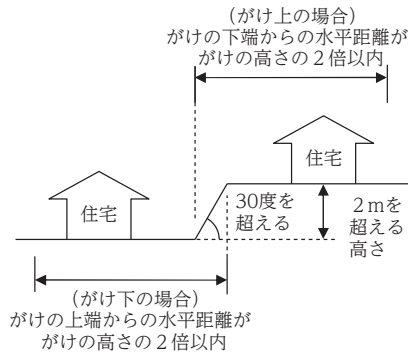 (がけ上の場合)
がけの下端からの水平距離が
がけの高さの2倍以内
住宅
住宅
30度を
超える
2mを
超える
高さ
(がけ下の場合)
がけの上端からの水平距離が
がけの高さの2倍以内